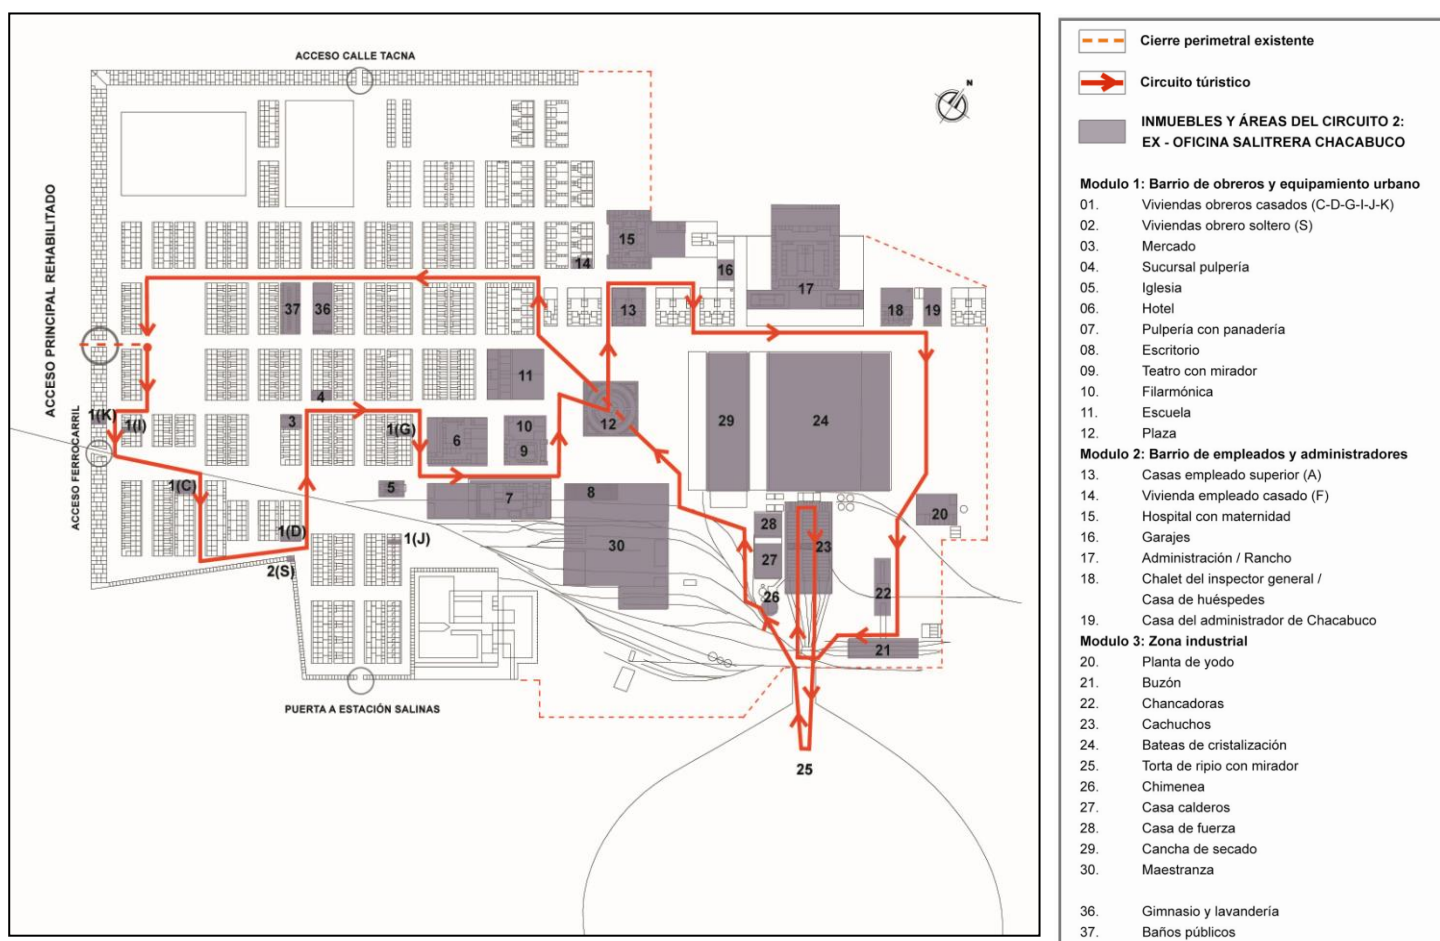 ACCESO CALLE TACNA
N
ACCESO PRINCIPAL REHABILITADO
ACCESO FERROCARRIL
15
14
16
17
37
36
13
18
19
11
4
1(K)
1(I)
3
1(G)
6
10
9
12
29
24
1(C)
5
7
8
20
1(D)
1(J)
30
28
27
23
2(S)
26
22
21
PUERTA A ESTACIÓN SALINAS
25
Cierre perimetral existente
Circuito túristico
INMUEBLES Y ÁREAS DEL CIRCUITO 2:
EX - OFICINA SALITRERA CHACABUCO
Modulo 1: Barrio de obreros y equipamiento urbano
01. Viviendas obreros casados (C-D-G-I-J-K)
02. Viviendas obrero soltero (S)
03. Mercado
04. Sucursal pulpería
05. Iglesia
06. Hotel
07. Pulpería con panadería
08. Escritorio
09. Teatro con mirador
10. Filarmónica
11. Escuela
12. Plaza
Modulo 2: Barrio de empleados y administradores
13. Casas empleado superior (A)
14. Vivienda empleado casado (F)
15. Hospital con maternidad
16. Garajes
17. Administración / Rancho
18. Chalet del inspector general /
Casa de huéspedes
19. Casa del administrador de Chacabuco
Modulo 3: Zona industrial
20. Planta de yodo
21. Buzón
22. Chancadoras
23. Cachuchos
24. Bateas de cristalización
25. Torta de ripio con mirador
26. Chimenea
27. Casa calderos
28. Casa de fuerza
29. Cancha de secado
30. Maestranza
36. Gimnasio y lavandería
37. Baños públicos